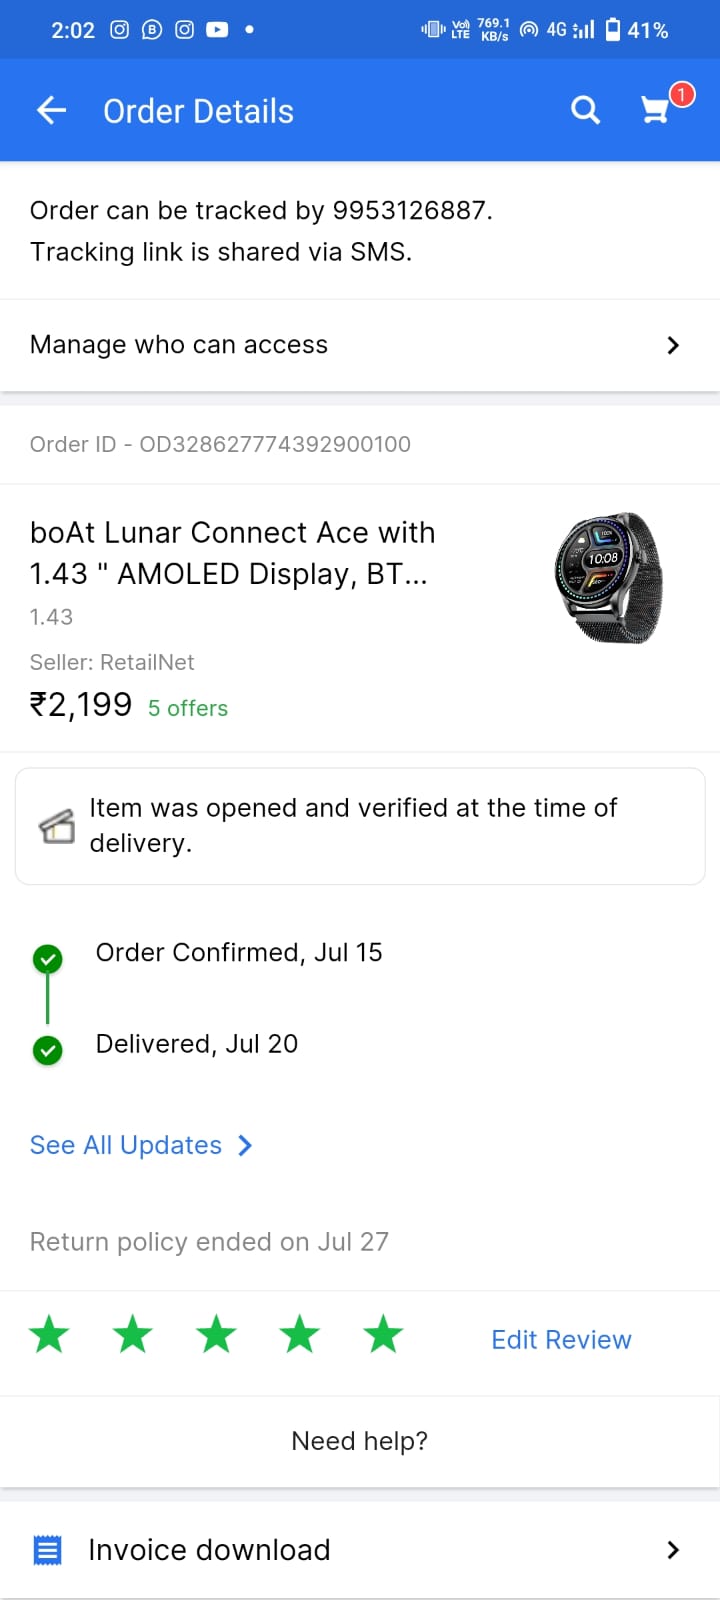 2:02
VoLTE 769.1 KB/s 4G 41%
Order Details
1
Order can be tracked by 9953126887.
Tracking link is shared via SMS.
Manage who can access
Order ID - OD328627774392900100
boAt Lunar Connect Ace with
1.43 " AMOLED Display, BT...
1.43
Seller: RetailNet
₹2,199 5 offers
10:08
Item was opened and verified at the time of
delivery.
Order Confirmed, Jul 15
Delivered, Jul 20
See All Updates
Return policy ended on Jul 27
Edit Review
Need help?
Invoice download